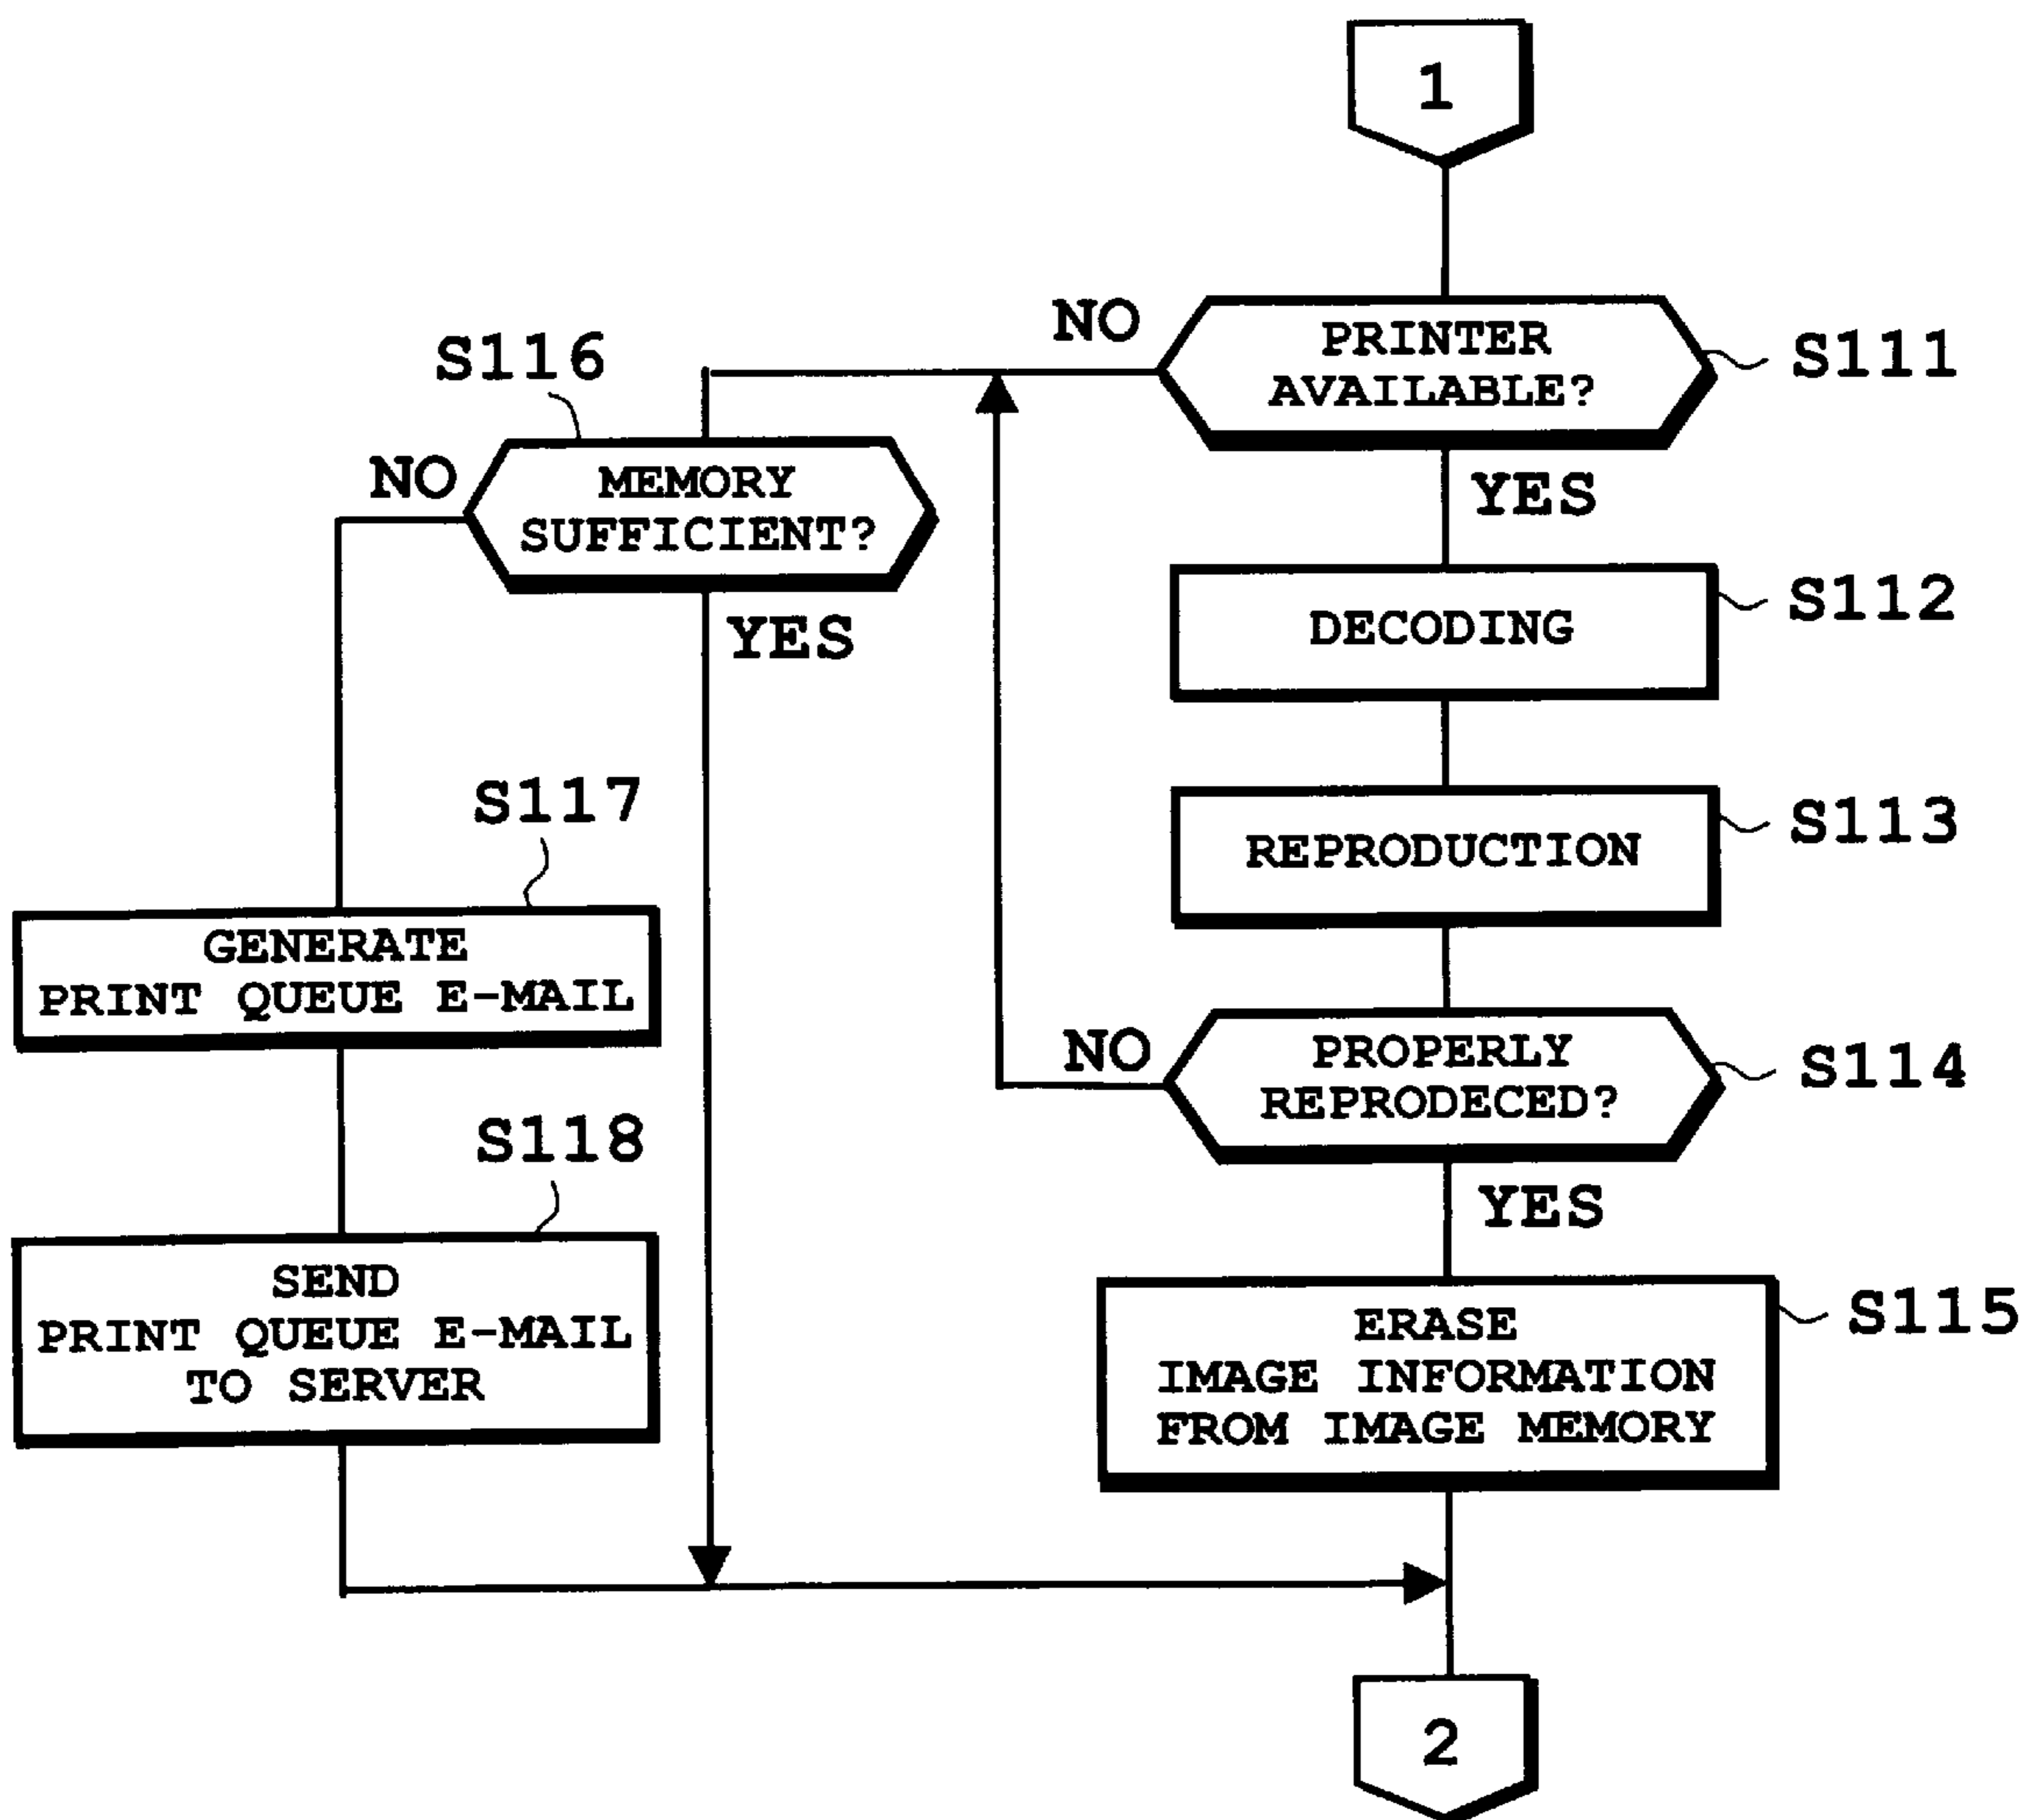 1
NO
PRINTER
AVAILABLE?
S111
S116
NO
MEMORY
SUFFICIENT?
YES
YES
DECODING
S112
REPRODUCTION
S113
S117
GENERATE
PRINT QUEUE E-MAIL
NO
PROPERLY
REPRODECED?
S114
S118
YES
SEND
PRINT QUEUE E-MAIL
TO SERVER
ERASE
IMAGE INFORMATION
FROM IMAGE MEMORY
S115
2